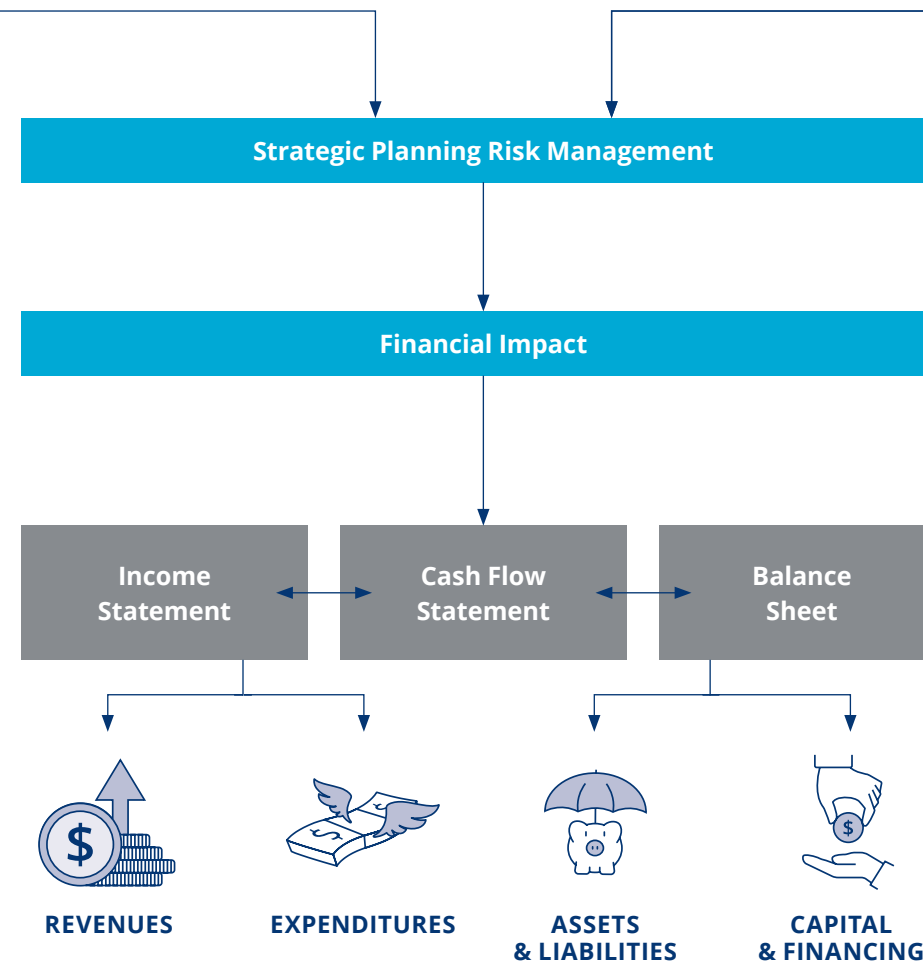 Strategic Planning Risk Management
Financial Impact
Income
Statement
Cash Flow
Statement
Balance
Sheet
$
$
$
REVENUES
EXPENDITURES
ASSETS
& LIABILITIES
CAPITAL
& FINANCING